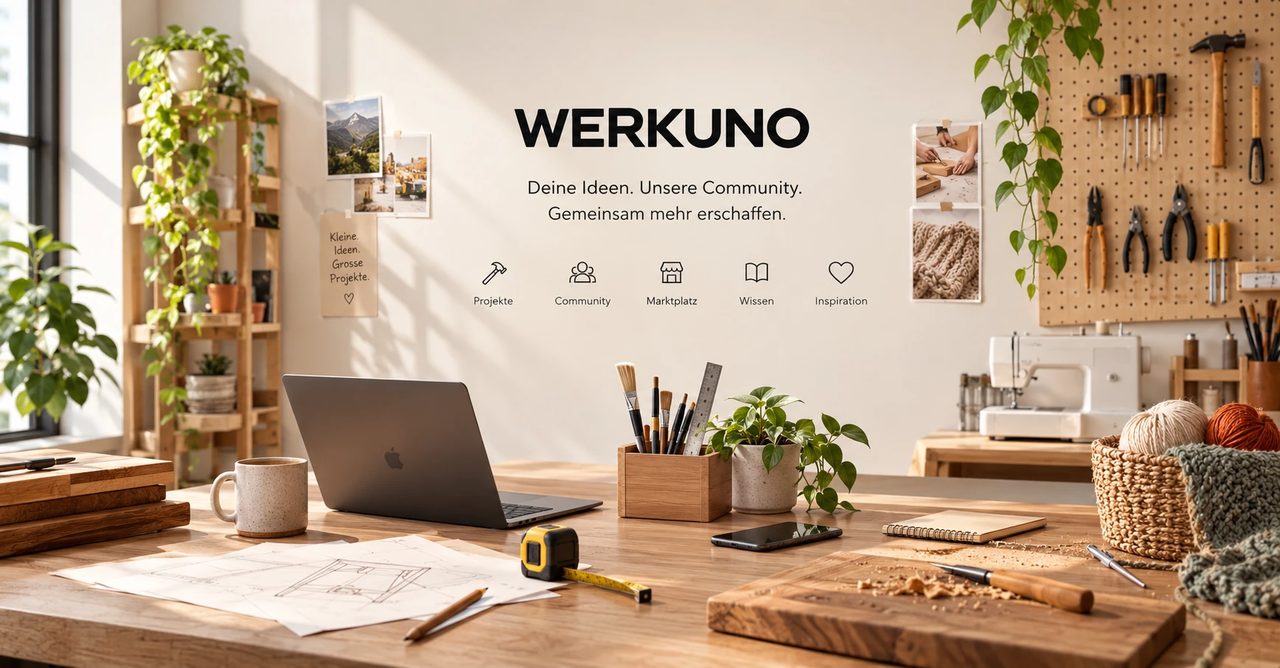 WERKUNO
Deine Ideen. Unsere Community.
Gemeinsam mehr erschaffen.
Kleine.
Ideen.
Grosse
Projekte.
Projekte
Community
Marktplatz
Wissen
Inspiration